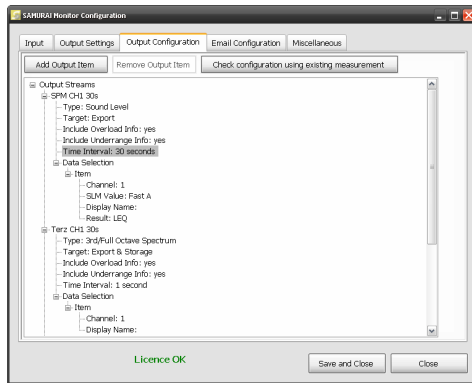 SAMURAI Monitor Configuration
Input
Output Settings
Output Configuration
Email Configuration
Miscellaneous
Add Output Item
Remove Output Item
Check configuration using existing measurement
Output Streams
SPM CH1 30s
Type: Sound Level
Target: Export
Include Overload Info: yes
Include Underrange Info: yes
Time Interval: 30 seconds
Data Selection
Item
Channel: 1
SLM Value: Fast A
Display Name:
Result: LEQ
Terz CH1 30s
Type: 3rd/Full Octave Spectrum
Target: Export & Storage
Include Overload Info: yes
Include Underrange Info: yes
Time Interval: 1 second
Data Selection
Item
Channel: 1
Display Name:
Licence OK
Save and Close
Close